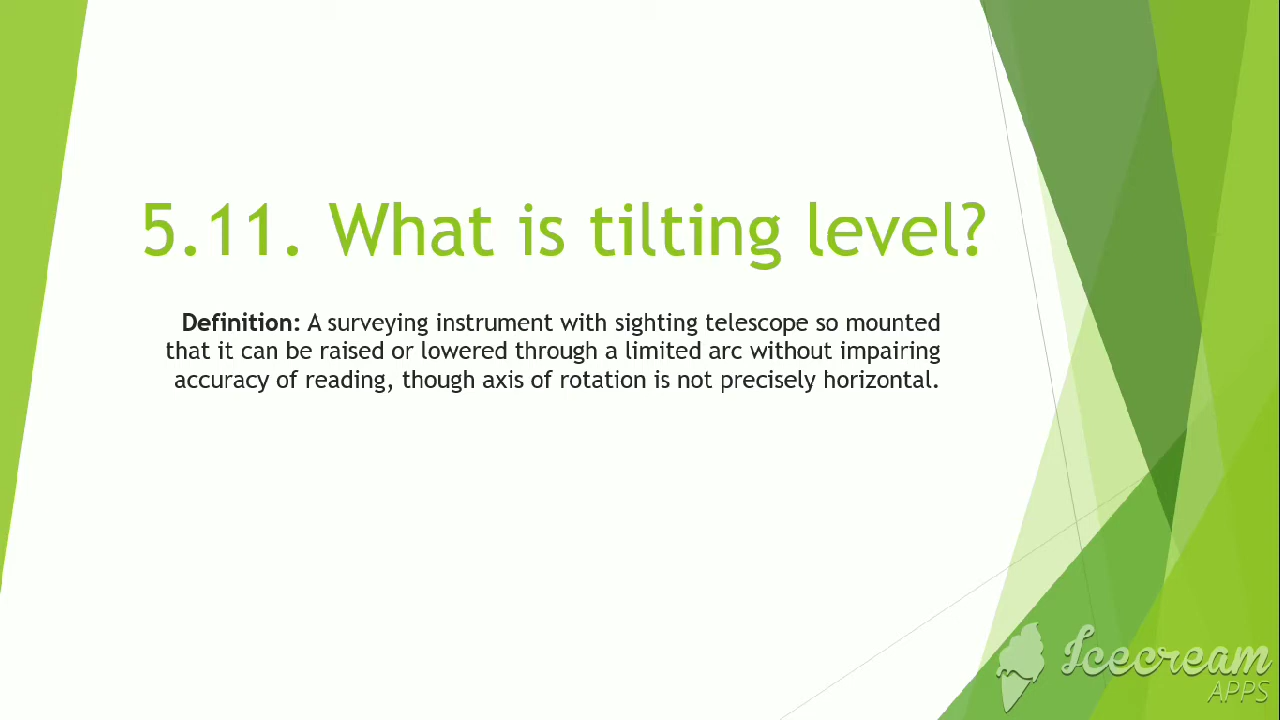 5.11. What is tilting level?
Definition: A surveying instrument with sighting telescope so mounted
that it can be raised or lowered through a limited arc without impairing
accuracy of reading, though axis of rotation is not precisely horizontal.
Icecream
APPS